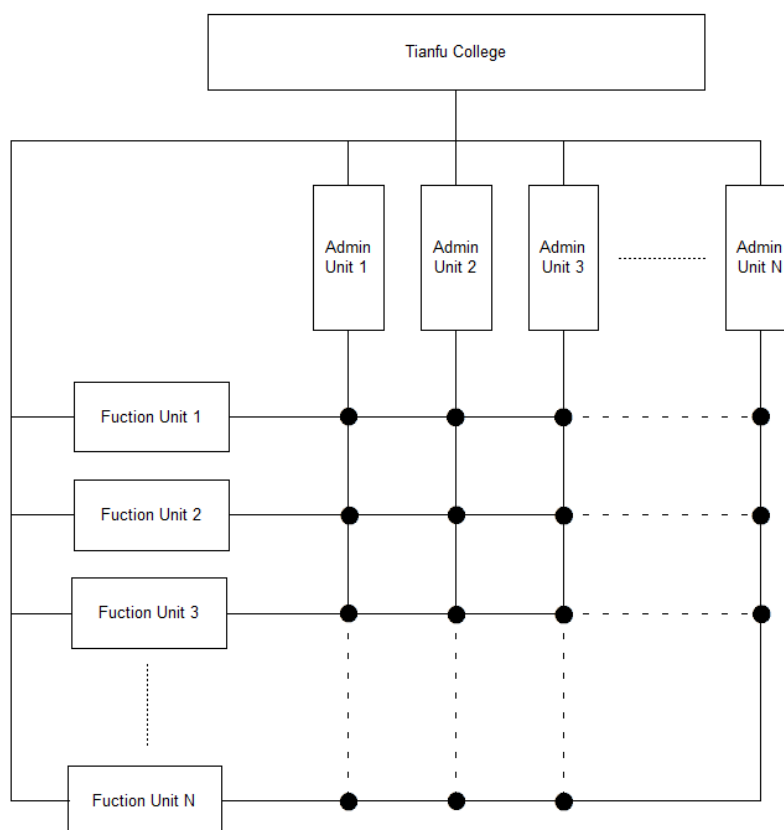 Tianfu College
Admin
Unit 1
Admin
Unit 2
Admin
Unit 3
Admin
Unit N
Fuction Unit 1
Fuction Unit 2
Fuction Unit 3
Fuction Unit N